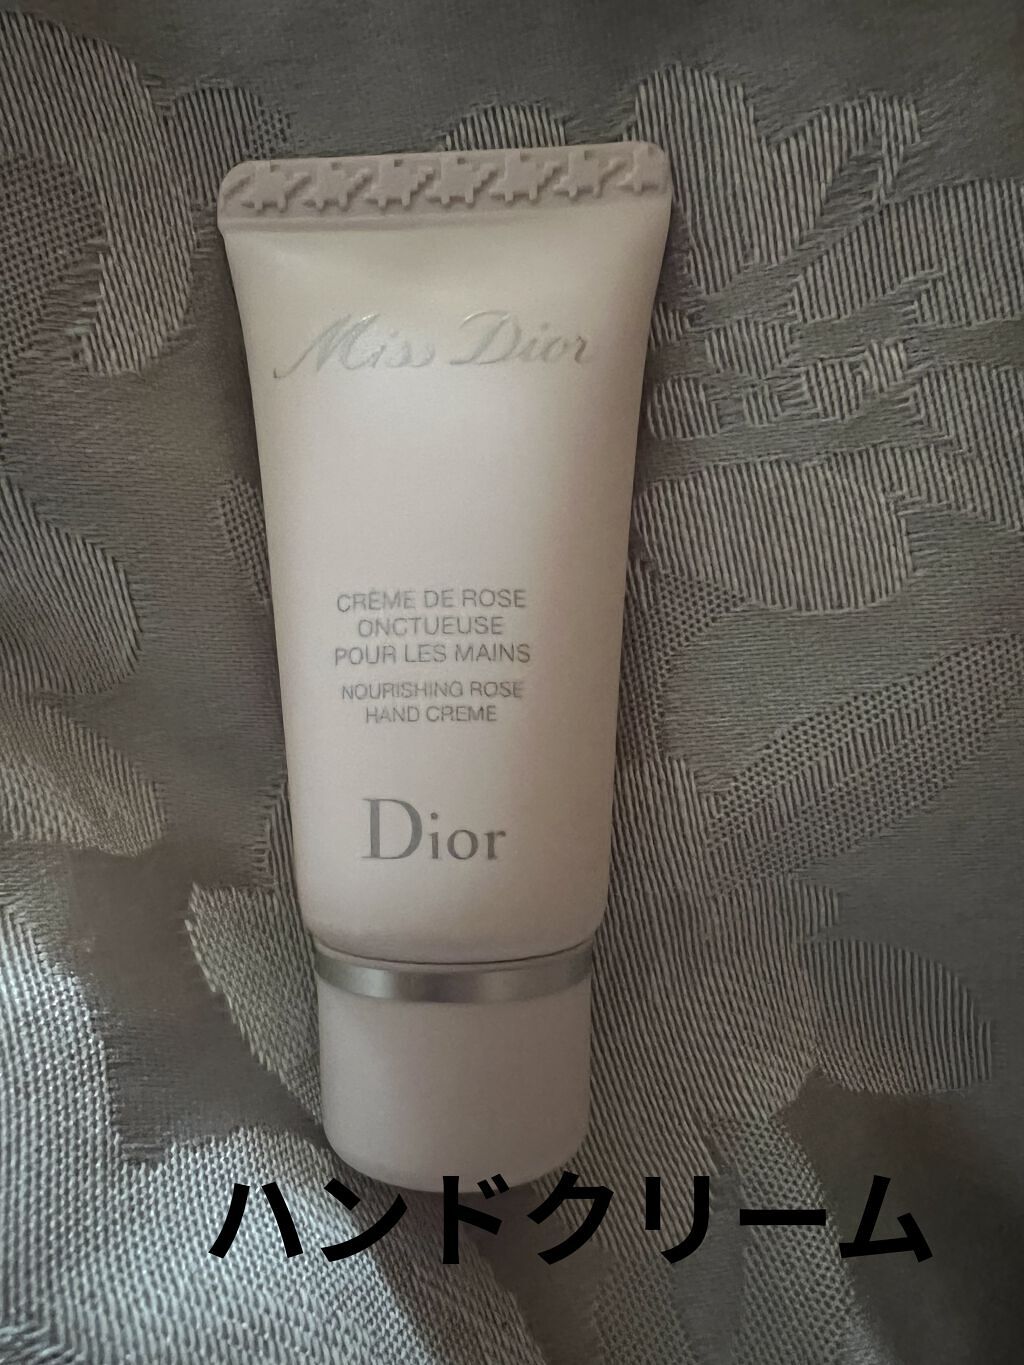 Miss Dior
CRÈME DE ROSE
ONCTUEUSE
POUR LES MAINS
NOURISHING ROSE
HAND CREME
Dior
ハンドクリーム